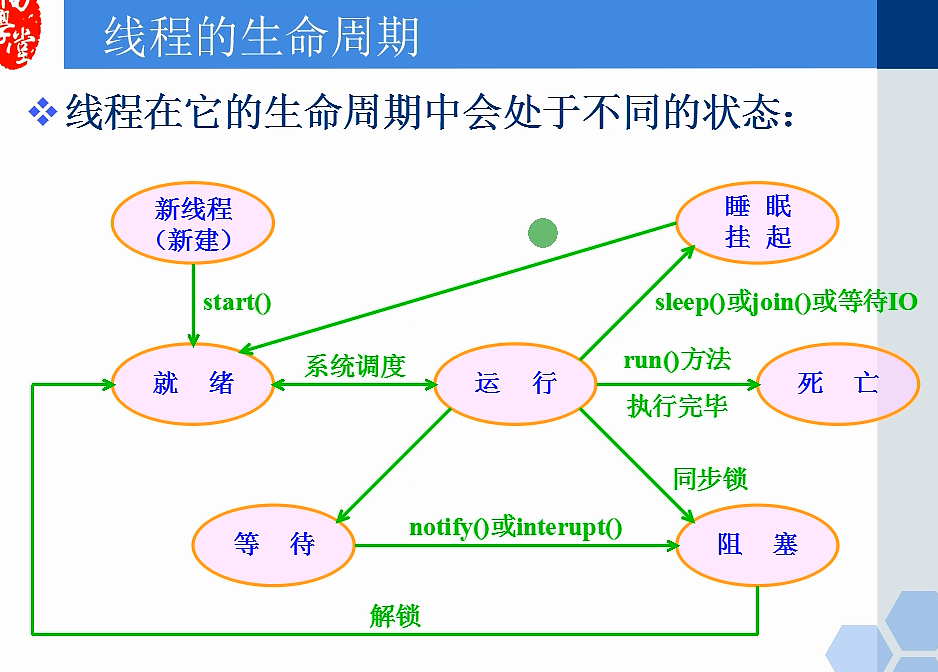 线程的生命周期
线程在它的生命周期中会处于不同的状态：
新线程
（新建）
睡 眠
挂 起
start()
sleep()或join()或等待IO
系统调度
run()方法
就 绪
运 行
死 亡
执行完毕
同步锁
notify()或interupt()
等 待
阻 塞
解锁